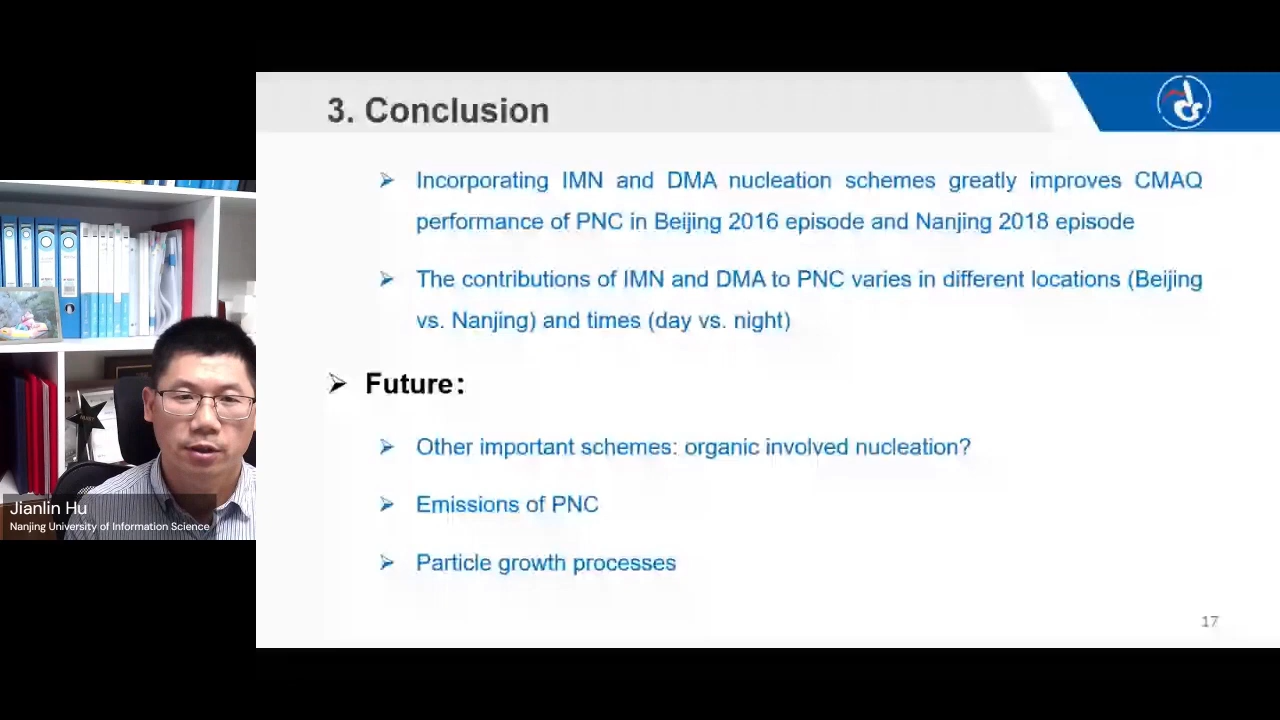 3. Conclusion
Incorporating IMN and DMA nucleation schemes greatly improves CMAQ
performance of PNC in Beijing 2016 episode and Nanjing 2018 episode
The contributions of IMN and DMA to PNC varies in different locations (Beijing
vs. Nanjing) and times (day vs. night)
Future:
Other important schemes: organic involved nucleation?
Emissions of PNC
Particle growth processes
17
Jianlin Hu
Nanjing University of Information Science